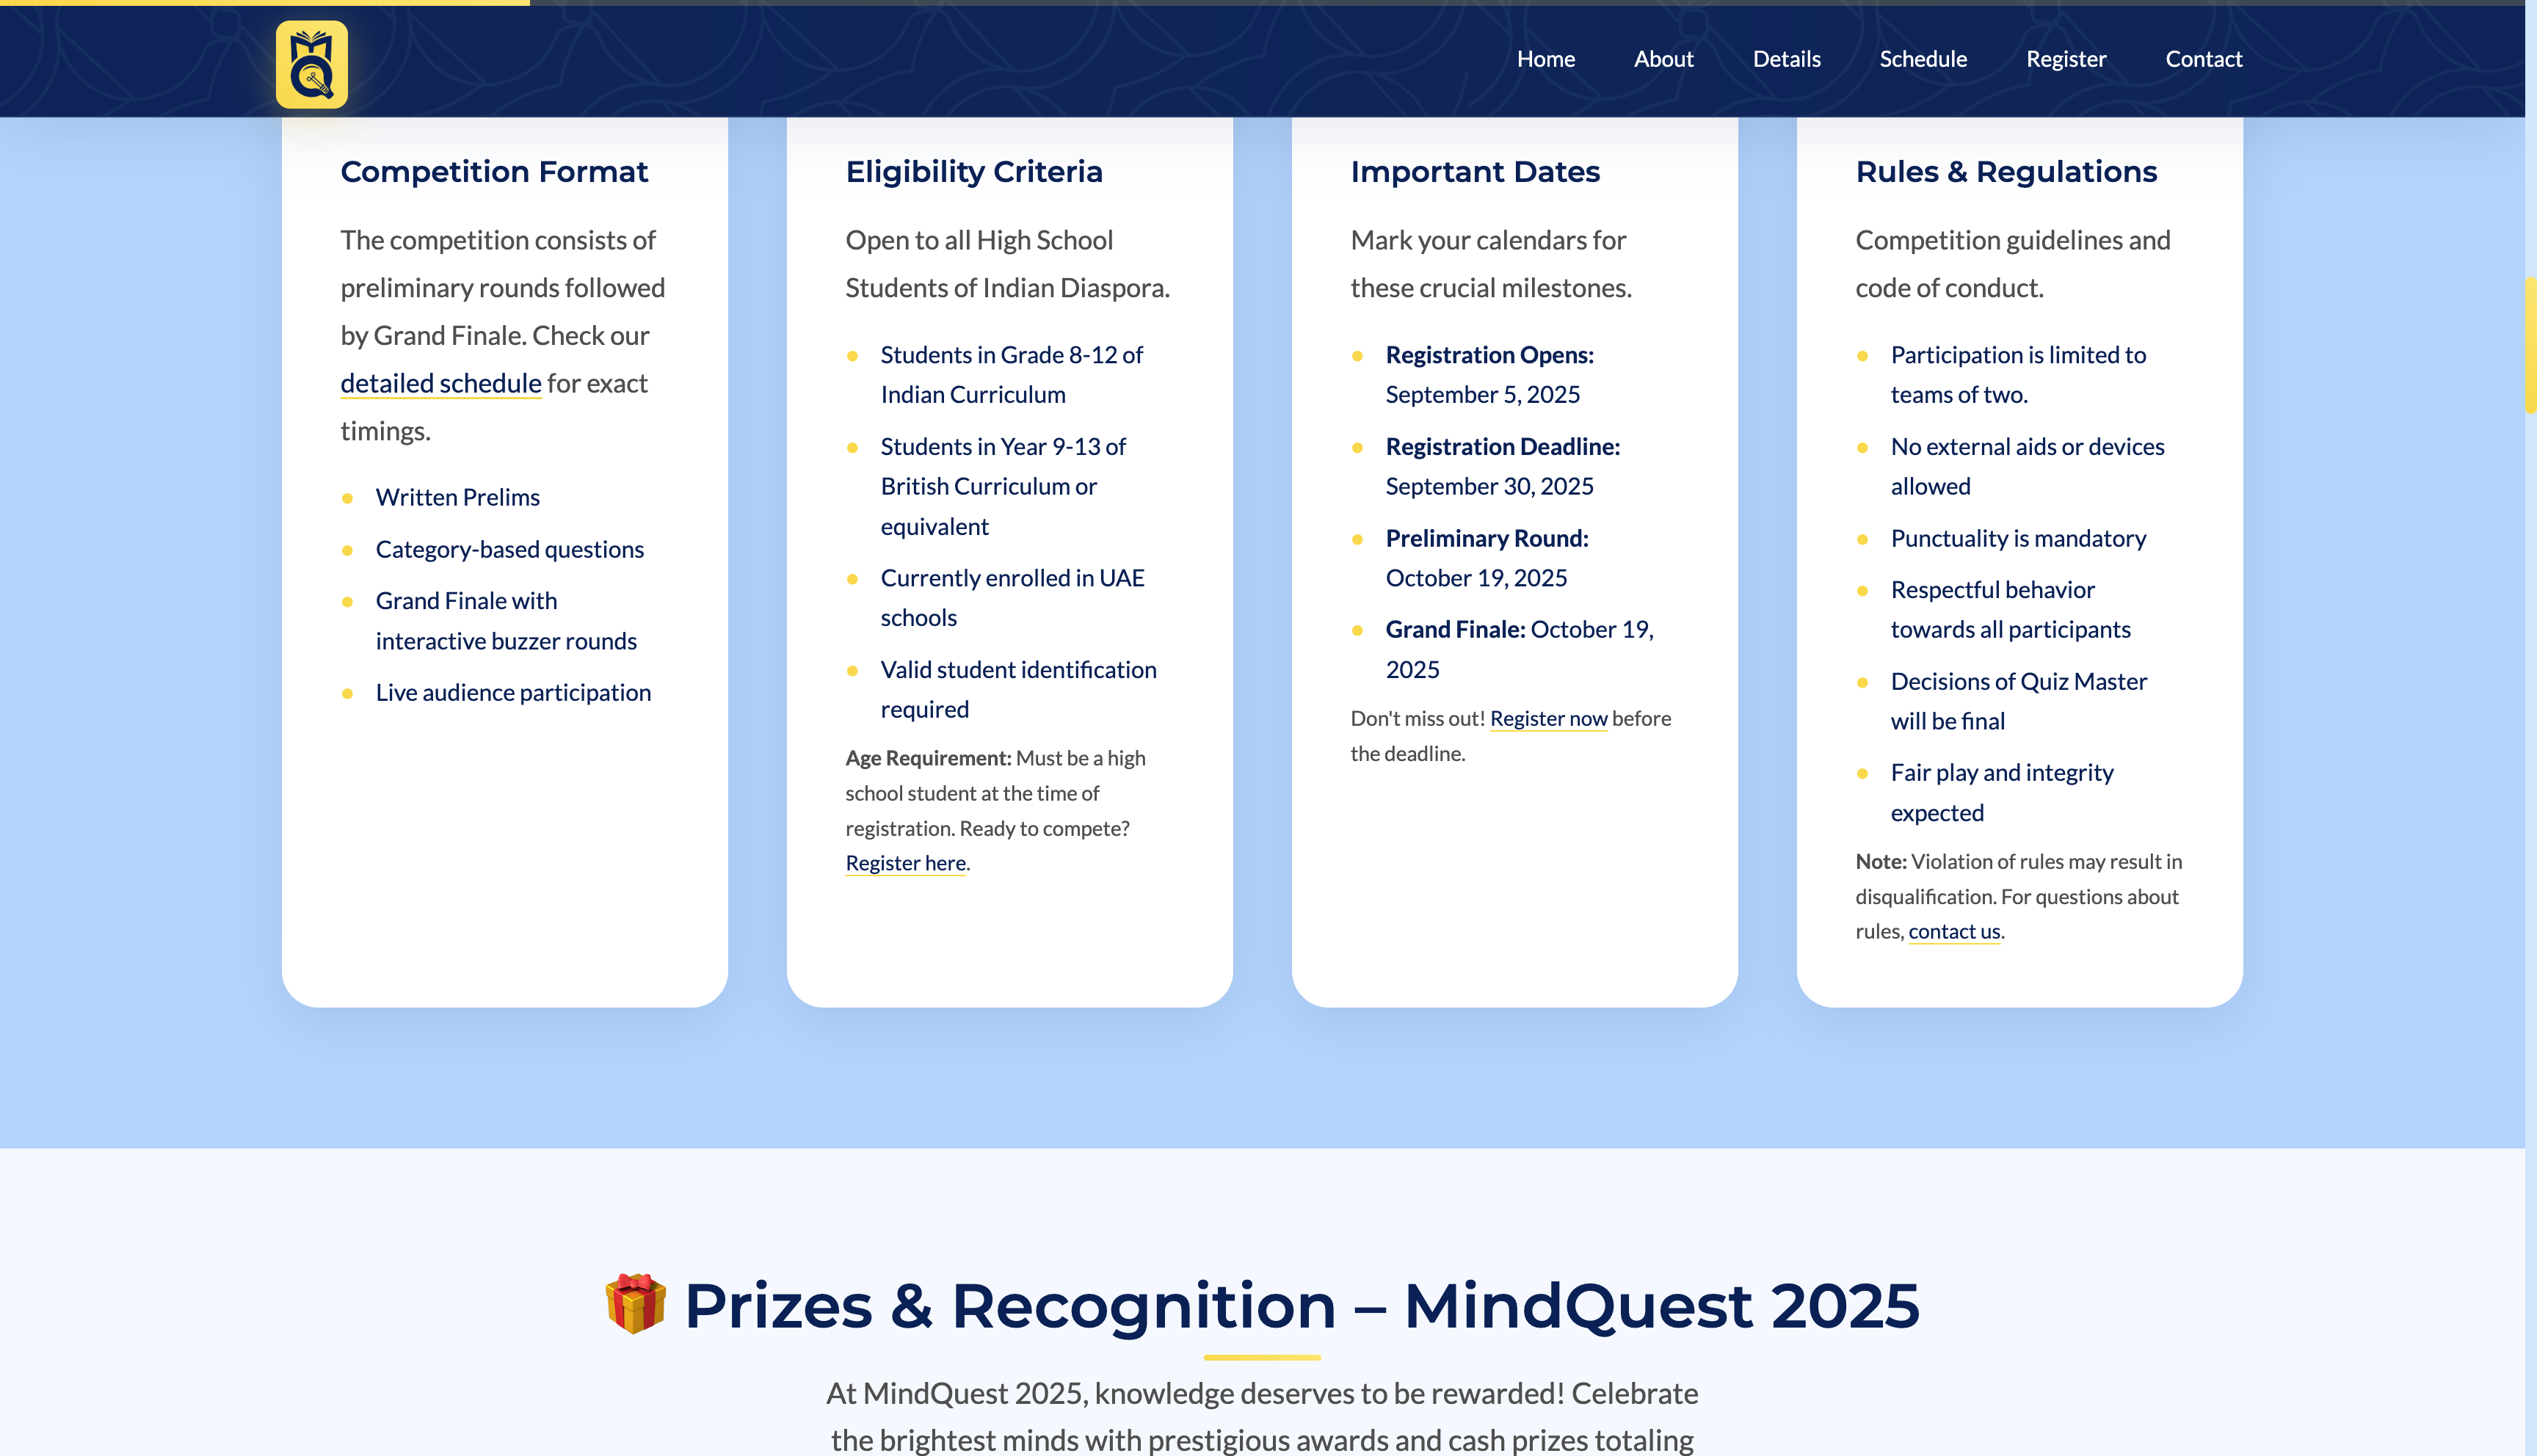 Home About Details Schedule Register Contact
Competition Format
The competition consists of
preliminary rounds followed
by Grand Finale. Check our
detailed schedule for exact
timings.
Written Prelims
Category-based questions
Grand Finale with
interactive buzzer rounds
Live audience participation
Eligibility Criteria
Open to all High School
Students of Indian Diaspora.
Students in Grade 8-12 of
Indian Curriculum
Students in Year 9-13 of
British Curriculum or
equivalent
Currently enrolled in UAE
schools
Valid student identification
required
Age Requirement: Must be a high
school student at the time of
registration. Ready to compete?
Register here.
Important Dates
Mark your calendars for
these crucial milestones.
Registration Opens:
September 5, 2025
Registration Deadline:
September 30, 2025
Preliminary Round:
October 19, 2025
Grand Finale: October 19,
2025
Don't miss out! Register now before
the deadline.
Rules & Regulations
Competition guidelines and
code of conduct.
Participation is limited to
teams of two.
No external aids or devices
allowed
Punctuality is mandatory
Respectful behavior
towards all participants
Decisions of Quiz Master
will be final
Fair play and integrity
expected
Note: Violation of rules may result in
disqualification. For questions about
rules, contact us.
Prizes & Recognition – MindQuest 2025
At MindQuest 2025, knowledge deserves to be rewarded! Celebrate
the brightest minds with prestigious awards and cash prizes totaling